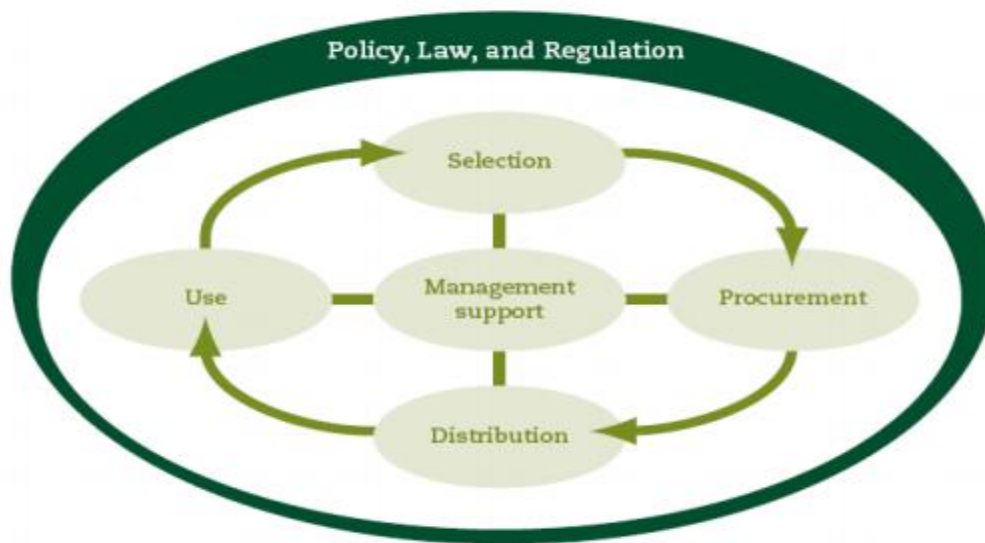 Policy, Law, and Regulation
Selection
Use
Management
support
Procurement
Distribution